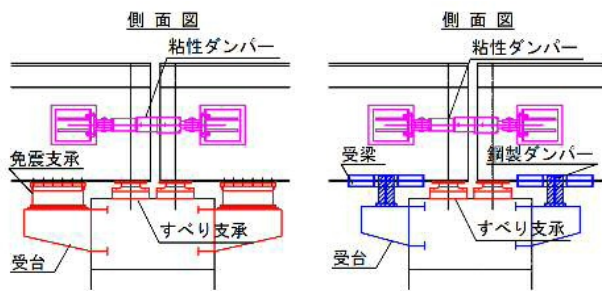 側面図
粘性ダンパー
免震支承
すべり支承
受台
側面図
粘性ダンパー
受梁
鋼製ダンパー
すべり支承
受台